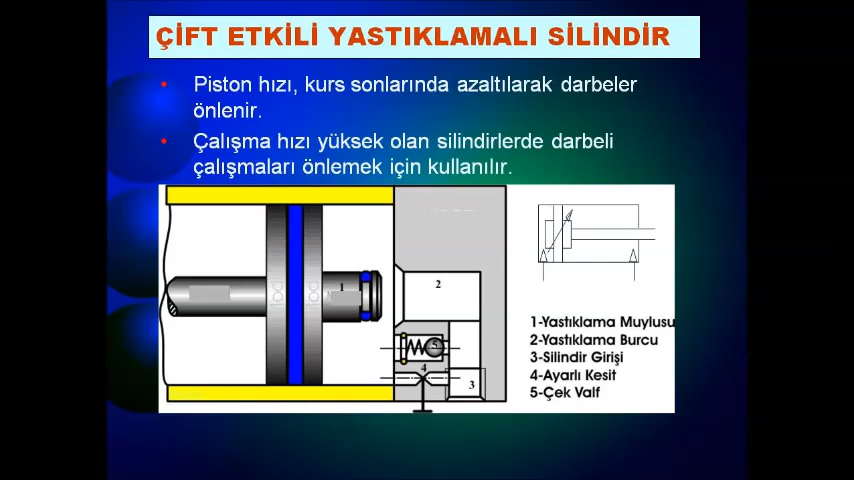 ÇİFT ETKİLİ YASTIKLAMALI SİLİNDİR
• Piston hızı, kurs sonlarında azaltılarak darbeler
önlenir.
• Çalışma hızı yüksek olan silindirlerde darbeli
çalışmaları önlemek için kullanılır.
1
2
5
4
3
1-Yastıklama Muylusu
2-Yastıklama Burcu
3-Silindir Girişi
4-Ayarlı Kesit
5-Çek Valf